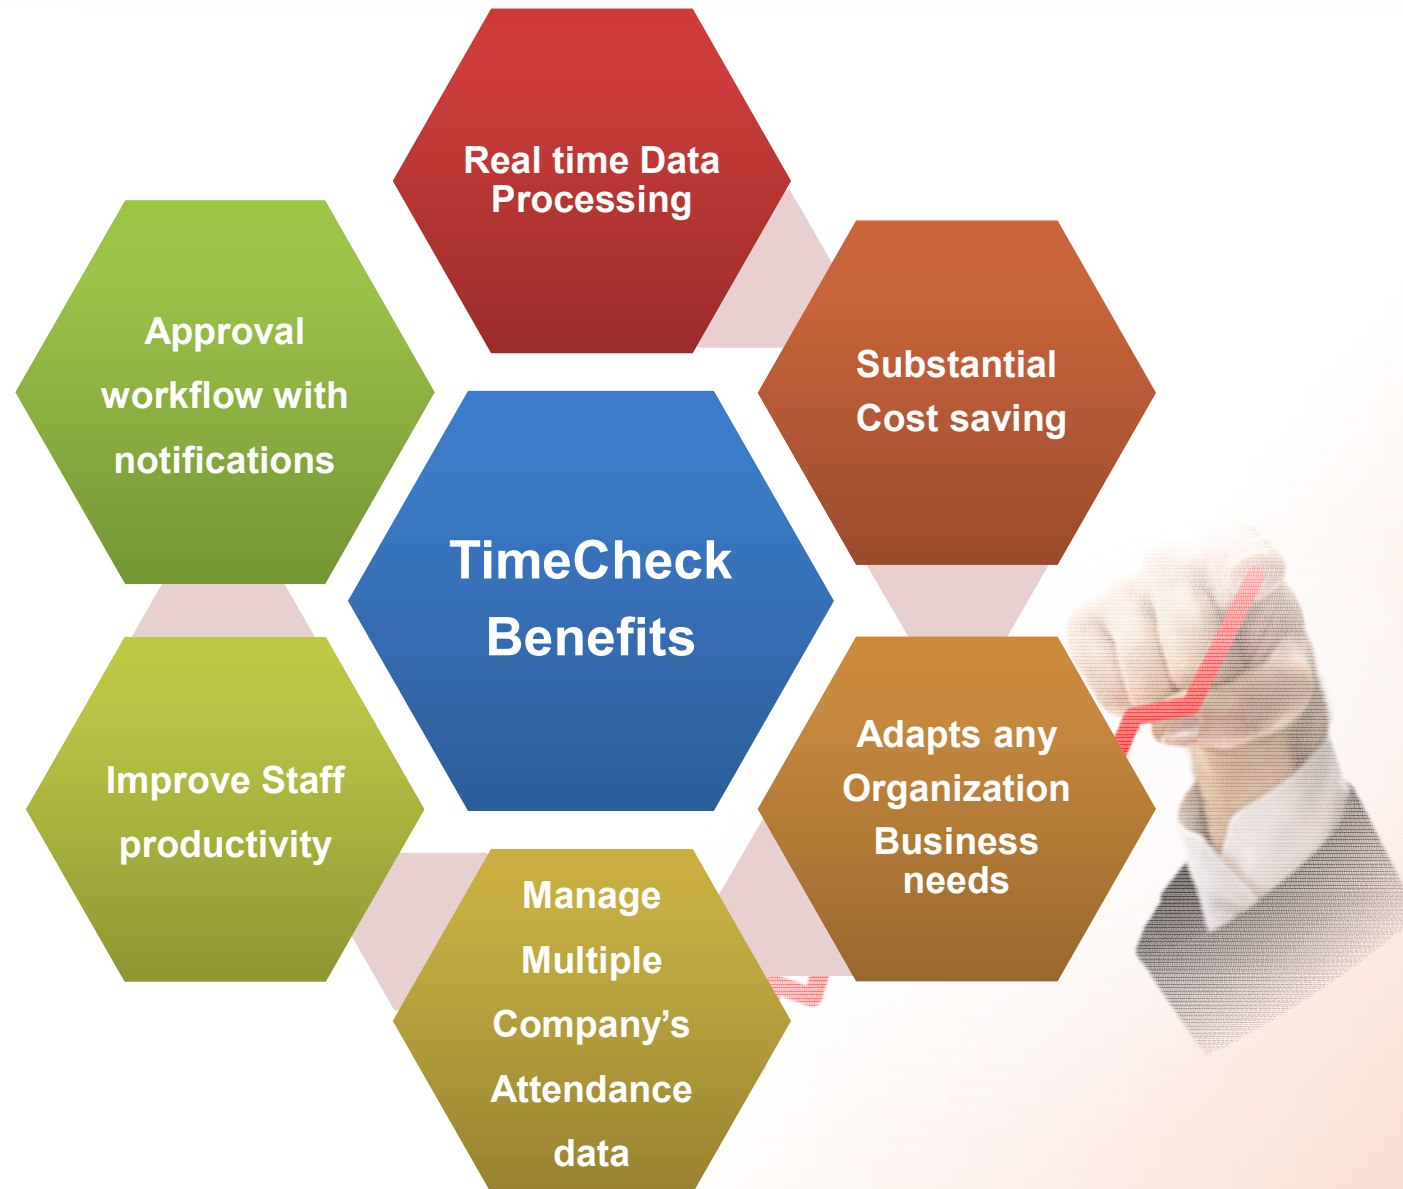 Real time Data
Processing
Substantial
Cost saving
Adapts any
Organization
Business
needs
Manage
Multiple
Company’s
Attendance
data
Improve Staff
productivity
Approval
workflow with
notifications
TimeCheck
Benefits